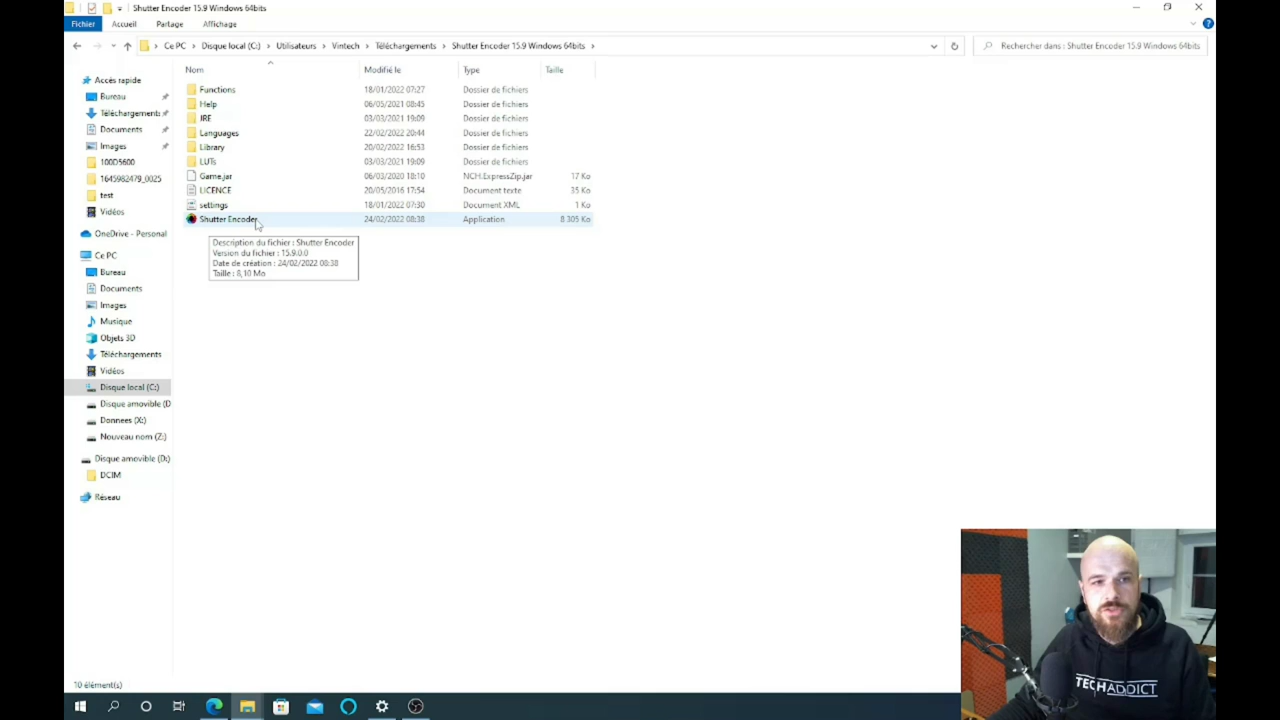 Shutter Encoder 15.9 Windows 64bits
Fichier Accueil Partage Affichage
Ce PC Disque local (C:) Utilisateurs Vintech Téléchargements Shutter Encoder 15.9 Windows 64bits
Rechercher dans : Shutter Encoder 15.9 Windows 64bits
Nom Modifié le Type Taille
Functions 18/01/2022 07:27 Dossier de fichiers
Help 06/05/2021 08:45 Dossier de fichiers
JRE 03/03/2021 19:09 Dossier de fichiers
Languages 22/02/2022 20:44 Dossier de fichiers
Library 20/02/2022 16:53 Dossier de fichiers
LUTs 03/03/2021 19:09 Dossier de fichiers
Game.jar 06/03/2020 18:10 NCH.ExpressZip.jar 17 Ko
LICENCE 20/05/2016 17:54 Document texte 35 Ko
settings 18/01/2022 07:30 Document XML 1 Ko
Shutter Encoder 24/02/2022 08:38 Application 8 305 Ko
Description du fichier : Shutter Encoder
Version du fichier : 15.9.0.0
Date de création : 24/02/2022 08:38
Taille : 8,10 Mo
Accès rapide
Bureau
Téléchargements
Documents
Images
100D5600
1645982479_0025
test
Vidéos
OneDrive - Personal
Ce PC
Bureau
Documents
Images
Musique
Objets 3D
Téléchargements
Vidéos
Disque local (C:)
Disque amovible (D
Donnees (X:)
Nouveau nom (Z:)
Disque amovible (D:)
DCIM
Réseau
10 élément(s)
TECHADDICT